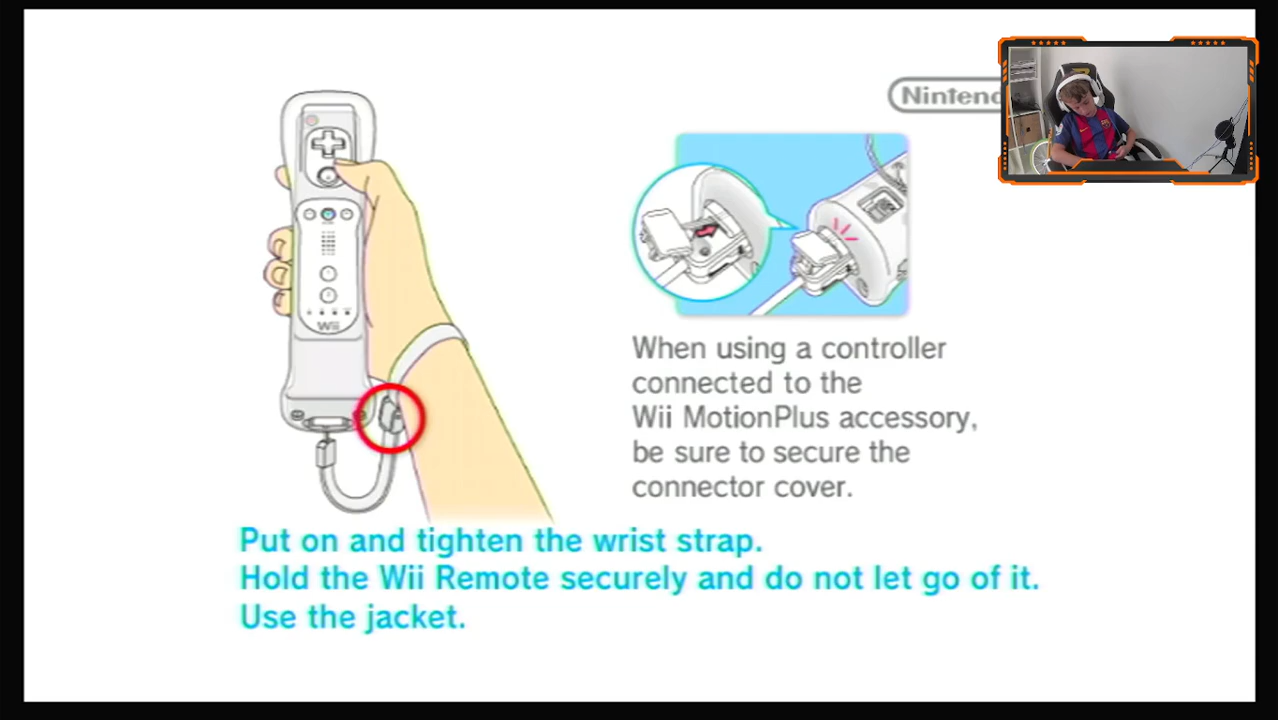 Nintend
When using a controller
connected to the
Wii MotionPlus accessory,
be sure to secure the
connector cover.
Wii
Put on and tighten the wrist strap.
Hold the Wii Remote securely and do not let go of it.
Use the jacket.